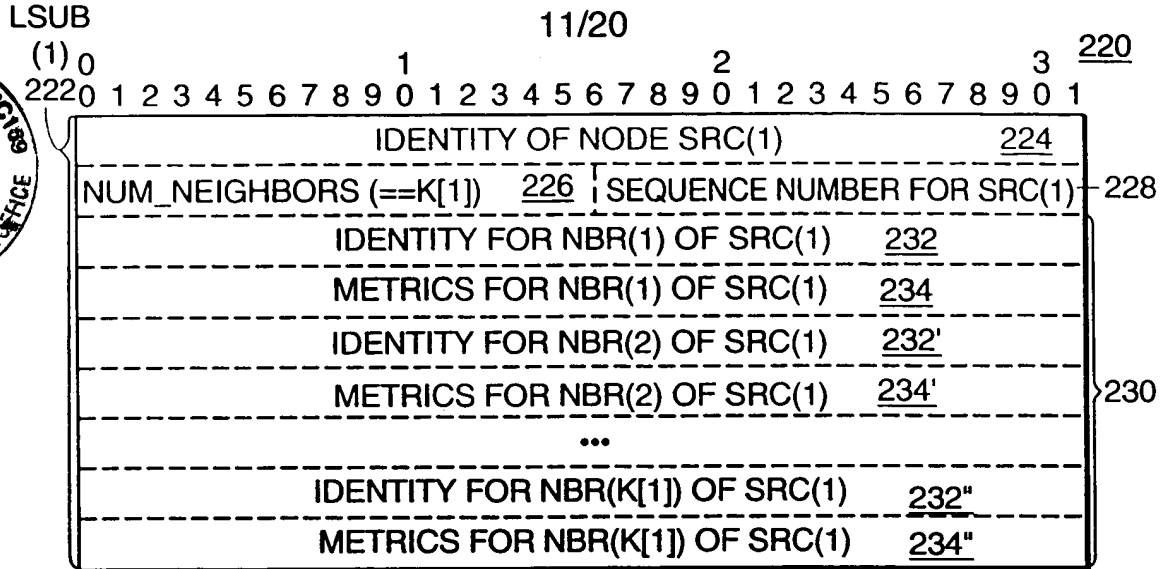 LSUB
11/20
(1) 0 1 2 3 220
222 0 1 2 3 4 5 6 7 8 9 0 1 2 3 4 5 6 7 8 9 0 1 2 3 4 5 6 7 8 9 0 1
IDENTITY OF NODE SRC(1) 224
NUM_NEIGHBORS (==K[1]) 226 SEQUENCE NUMBER FOR SRC(1) 228
IDENTITY FOR NBR(1) OF SRC(1) 232
METRICS FOR NBR(1) OF SRC(1) 234
IDENTITY FOR NBR(2) OF SRC(1) 232'
METRICS FOR NBR(2) OF SRC(1) 234'
230
•••
IDENTITY FOR NBR(K[1]) OF SRC(1) 232"
METRICS FOR NBR(K[1]) OF SRC(1) 234"